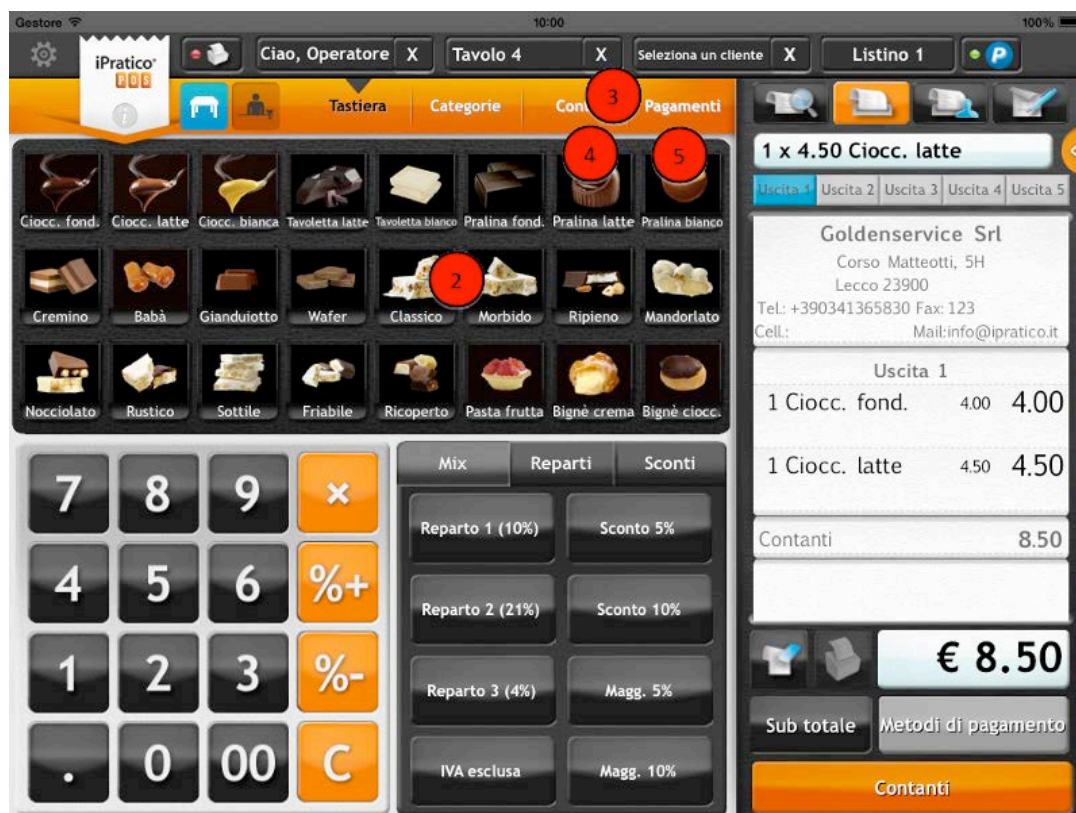 Gestore 10:00 100%
iPratico®
POS
Ciao, Operatore X Tavolo 4 X Seleziona un cliente X Listino 1 P
Tastiera Categorie Con 3 Pagamenti
4 5
Ciocc. fond. Ciocc. latte Ciocc. bianca Tavoletta latte Tavoletta bianco Pralina fond. Pralina latte Pralina bianco
2
Cremino Babà Gianduiotto Wafer Classico Morbido Ripieno Mandorlato
Nocciolato Rustico Sottile Friabile Ricoperto Pasta frutta Bignè crema Bignè ciocc.
7 8 9 ×
4 5 6 %+
1 2 3 %-
. 0 00 C
Mix Reparti Sconti
Reparto 1 (10%) Sconto 5%
Reparto 2 (21%) Sconto 10%
Reparto 3 (4%) Magg. 5%
IVA esclusa Magg. 10%
1 x 4.50 Ciocc. latte
Uscita 1 Uscita 2 Uscita 3 Uscita 4 Uscita 5
Goldenservice Srl
Corso Matteotti, 5H
Lecco 23900
Tel.: +390341365830 Fax: 123
Cell.: Mail:info@ipratico.it
Uscita 1
1 Ciocc. fond. 4.00 4.00
1 Ciocc. latte 4.50 4.50
Contanti 8.50
€ 8.50
Sub totale Metodi di pagamento
Contanti